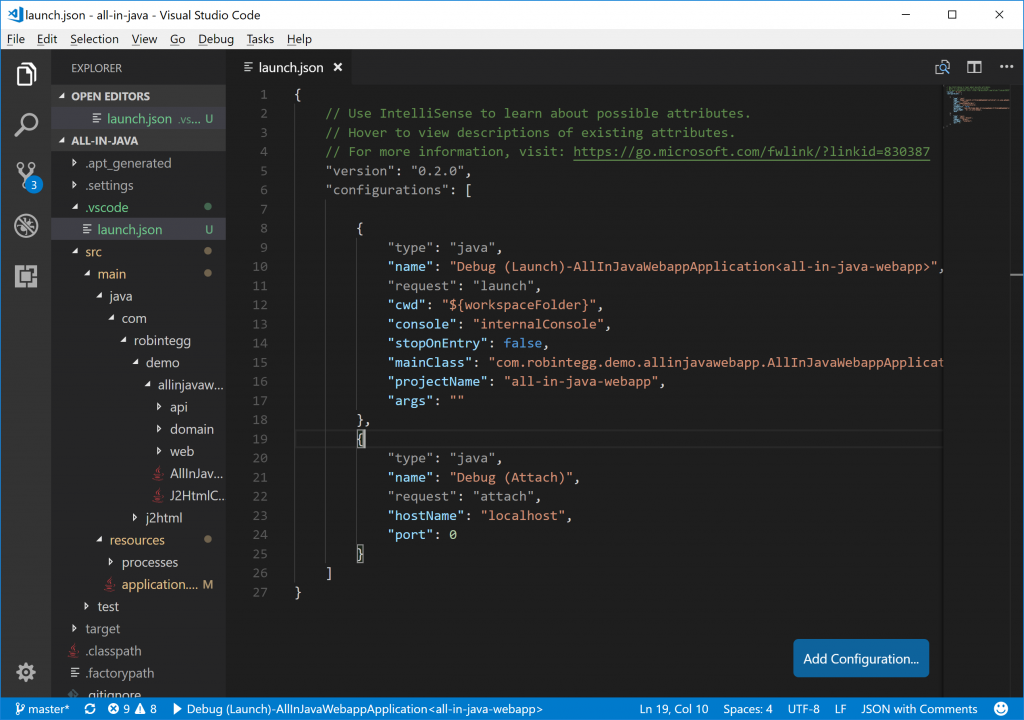 launch.json - all-in-java - Visual Studio Code
File Edit Selection View Go Debug Tasks Help
EXPLORER
OPEN EDITORS
launch.json .vs... U
ALL-IN-JAVA
.apt_generated
.settings
.vscode
launch.json U
src
main
java
com
robintegg
demo
allinjavaw...
api
domain
web
AllInJav...
J2HtmlC...
j2html
resources
processes
application.... M
test
target
.classpath
.factorypath
.gitignore
3
launch.json
1 {
2 // Use IntelliSense to learn about possible attributes.
3 // Hover to view descriptions of existing attributes.
4 // For more information, visit: https://go.microsoft.com/fwlink/?linkid=830387
5 "version": "0.2.0",
6 "configurations": [
7
8 {
9 "type": "java",
10 "name": "Debug (Launch)-AllInJavaWebappApplication<all-in-java-webapp>",
11 "request": "launch",
12 "cwd": "${workspaceFolder}",
13 "console": "internalConsole",
14 "stopOnEntry": false,
15 "mainClass": "com.robintegg.demo.allinjavawebapp.AllInJavaWebappApplicat
16 "projectName": "all-in-java-webapp",
17 "args": ""
18 },
19 {
20 "type": "java",
21 "name": "Debug (Attach)",
22 "request": "attach",
23 "hostName": "localhost",
24 "port": 0
25 }
26 ]
27 }
Add Configuration...
master* 9 8 Debug (Launch)-AllInJavaWebappApplication<all-in-java-webapp> Ln 19, Col 10 Spaces: 4 UTF-8 LF JSON with Comments